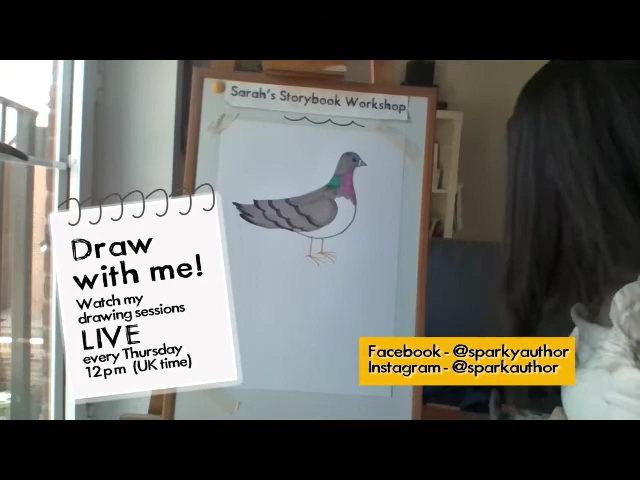 Sarah's Storybook Workshop
Draw
with me!
Watch my
drawing sessions
LIVE
every Thursday
12pm (UK time)
Facebook - @sparkyauthor
Instagram - @sparkauthor